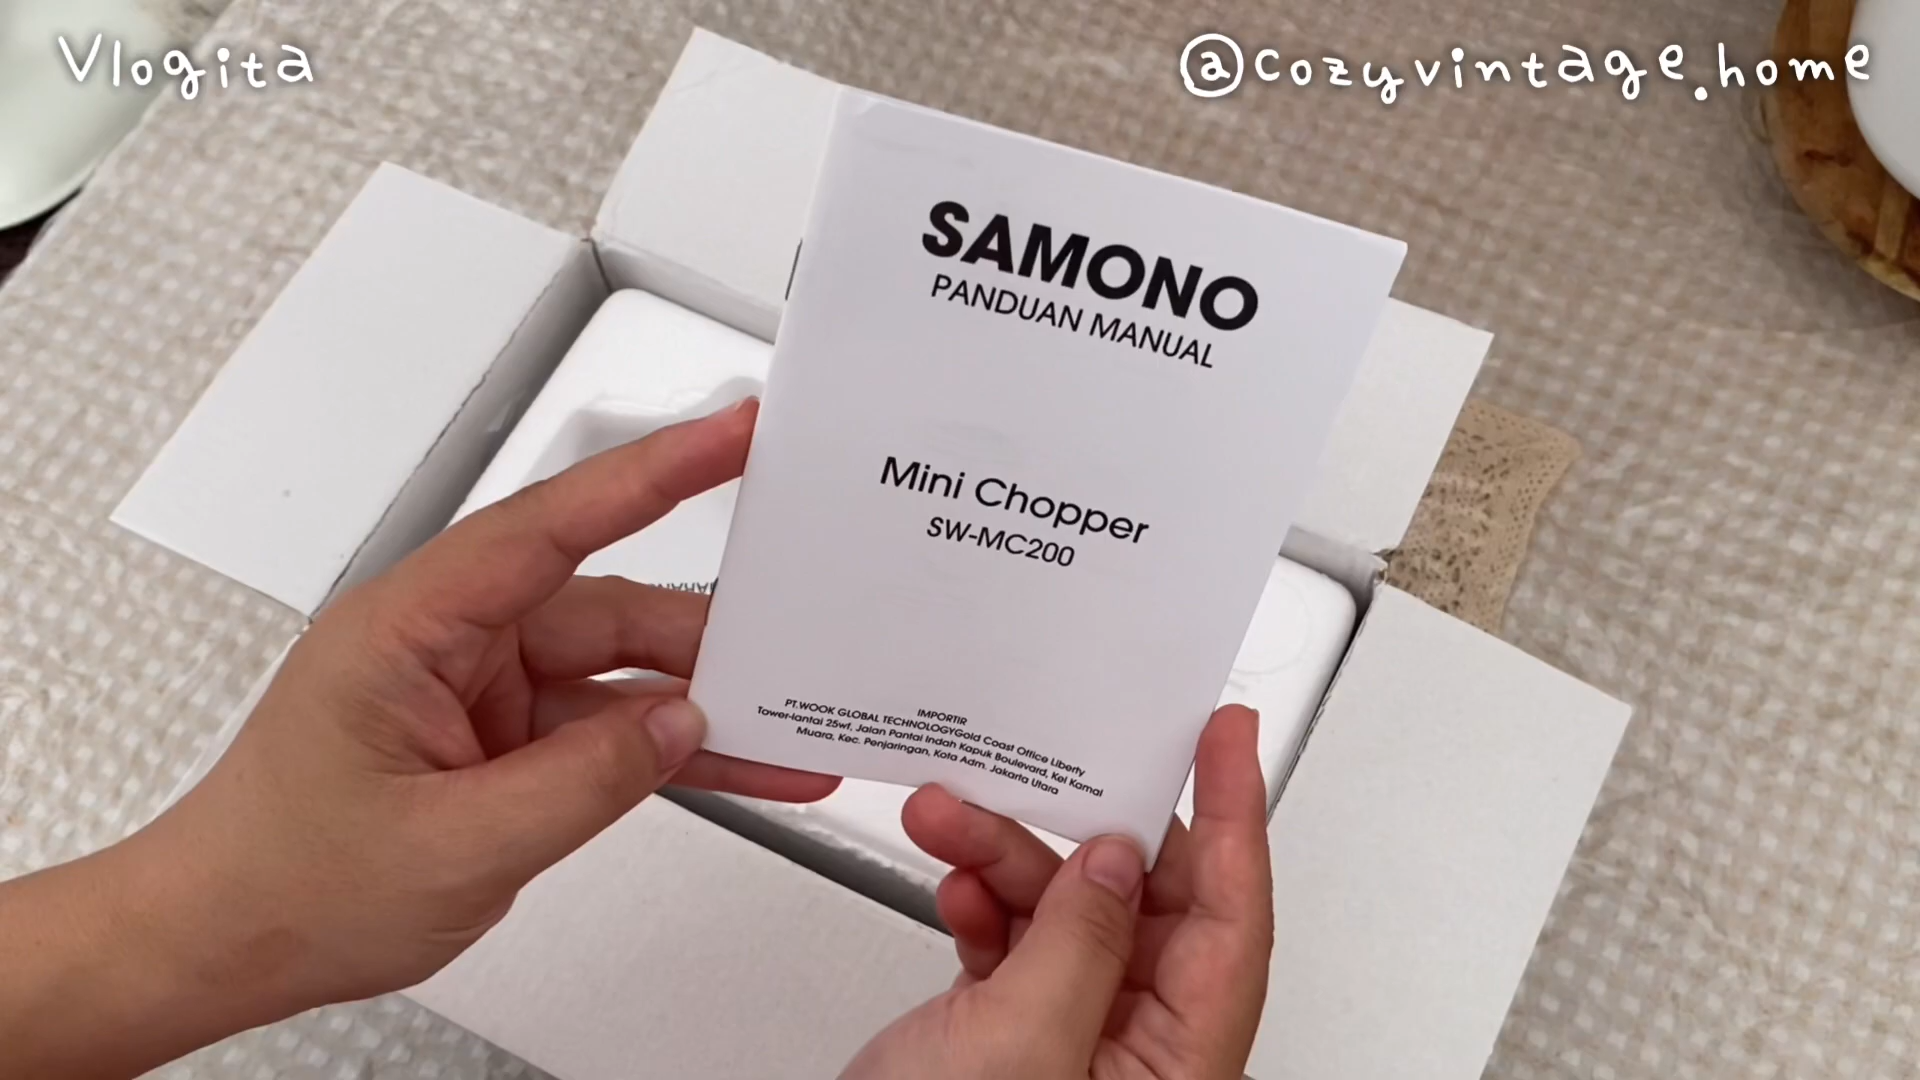 Vlogita
@cozyvintage.home
SAMONO
PANDUAN MANUAL
Mini Chopper
SW-MC200
IMPORTIR
PT.WOOK GLOBAL TECHNOLOGYGold Coast Office Liberty
Tower-lantai 25wf, Jalan Pantai Indah Kapuk Boulevard, Kel Kamal
Muara, Kec. Penjaringan, Kota Adm. Jakarta Utara